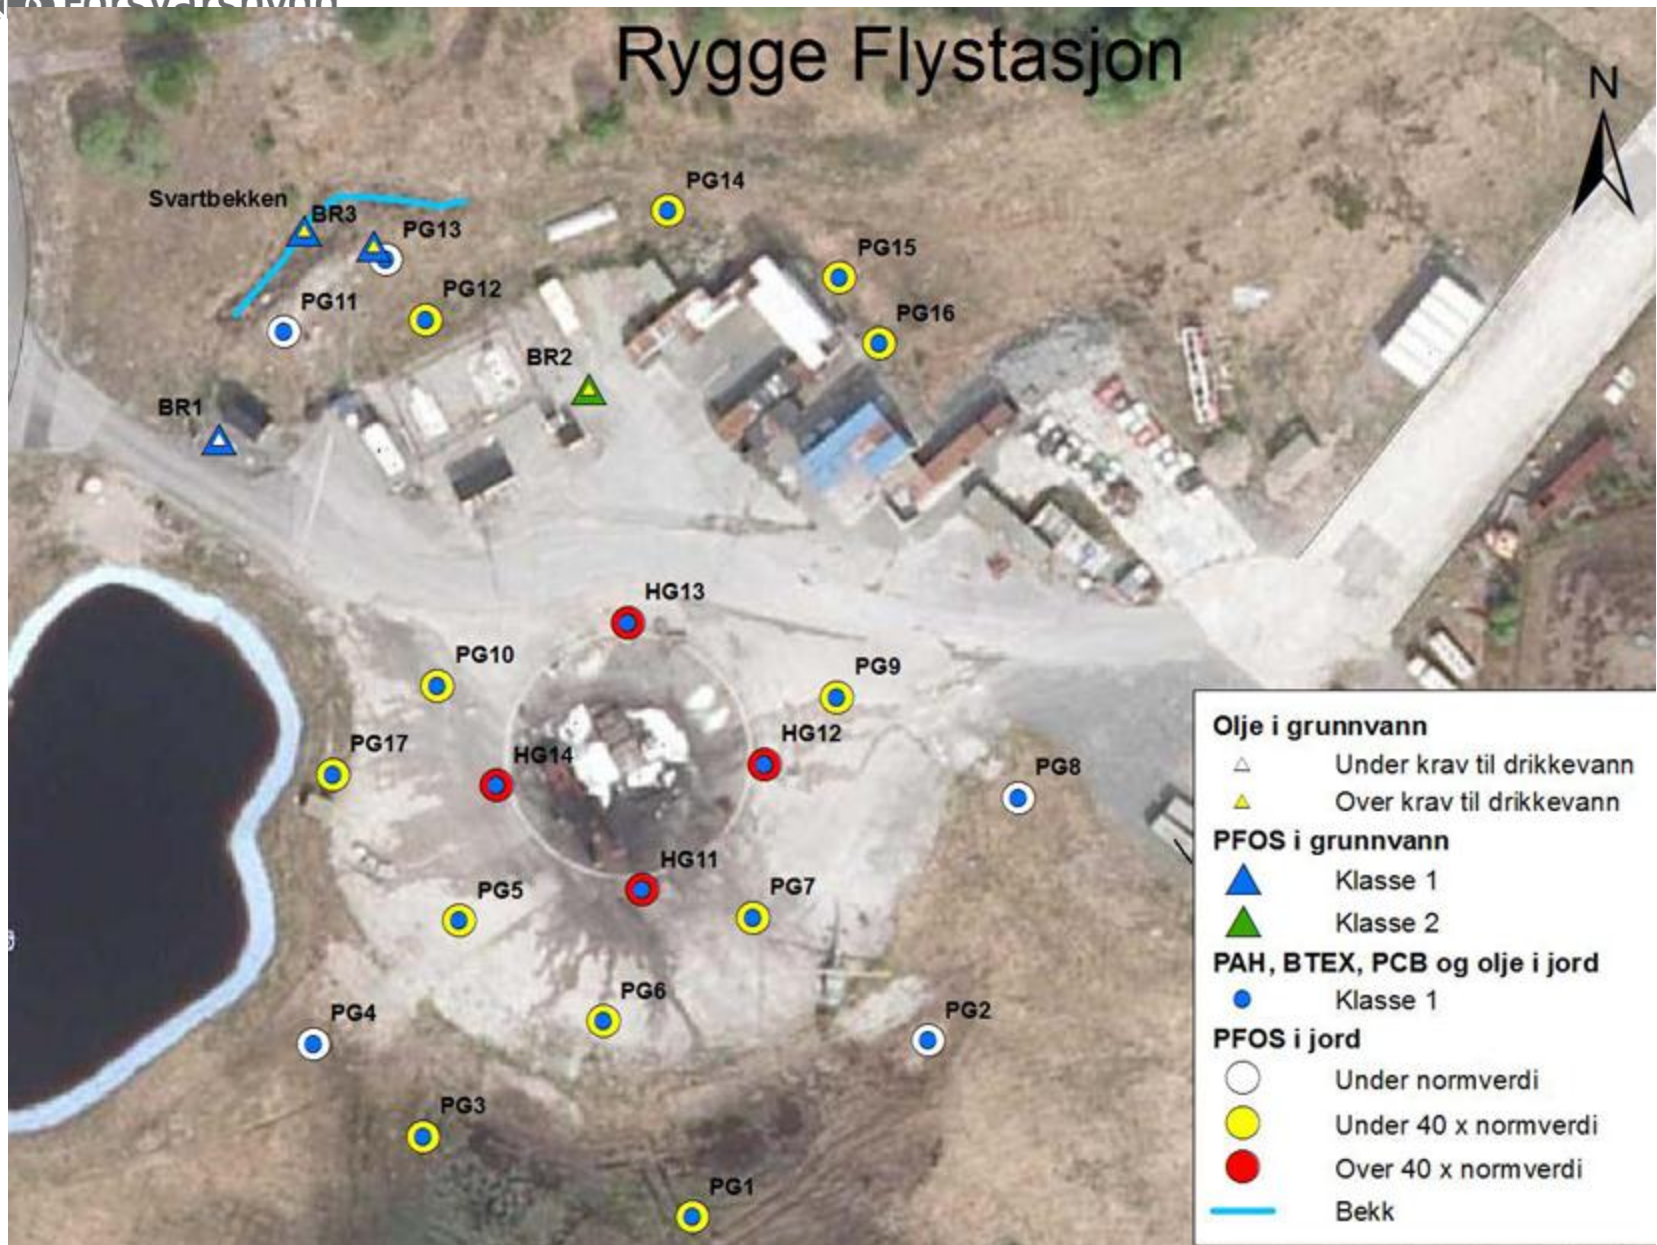 Rygge Flystasjon
N
PG14
Svartbekken
BR3
PG13
PG15
PG12
PG11
PG16
BR2
BR1
HG13
PG10
PG9
HG12
PG17
HG14
PG8
HG11
PG5
PG7
PG6
PG4
PG2
PG3
PG1
Olje i grunnvann
Under krav til drikkevann
Over krav til drikkevann
PFOS i grunnvann
Klasse 1
Klasse 2
PAH, BTEX, PCB og olje i jord
Klasse 1
PFOS i jord
Under normverdi
Under 40 x normverdi
Over 40 x normverdi
Bekk